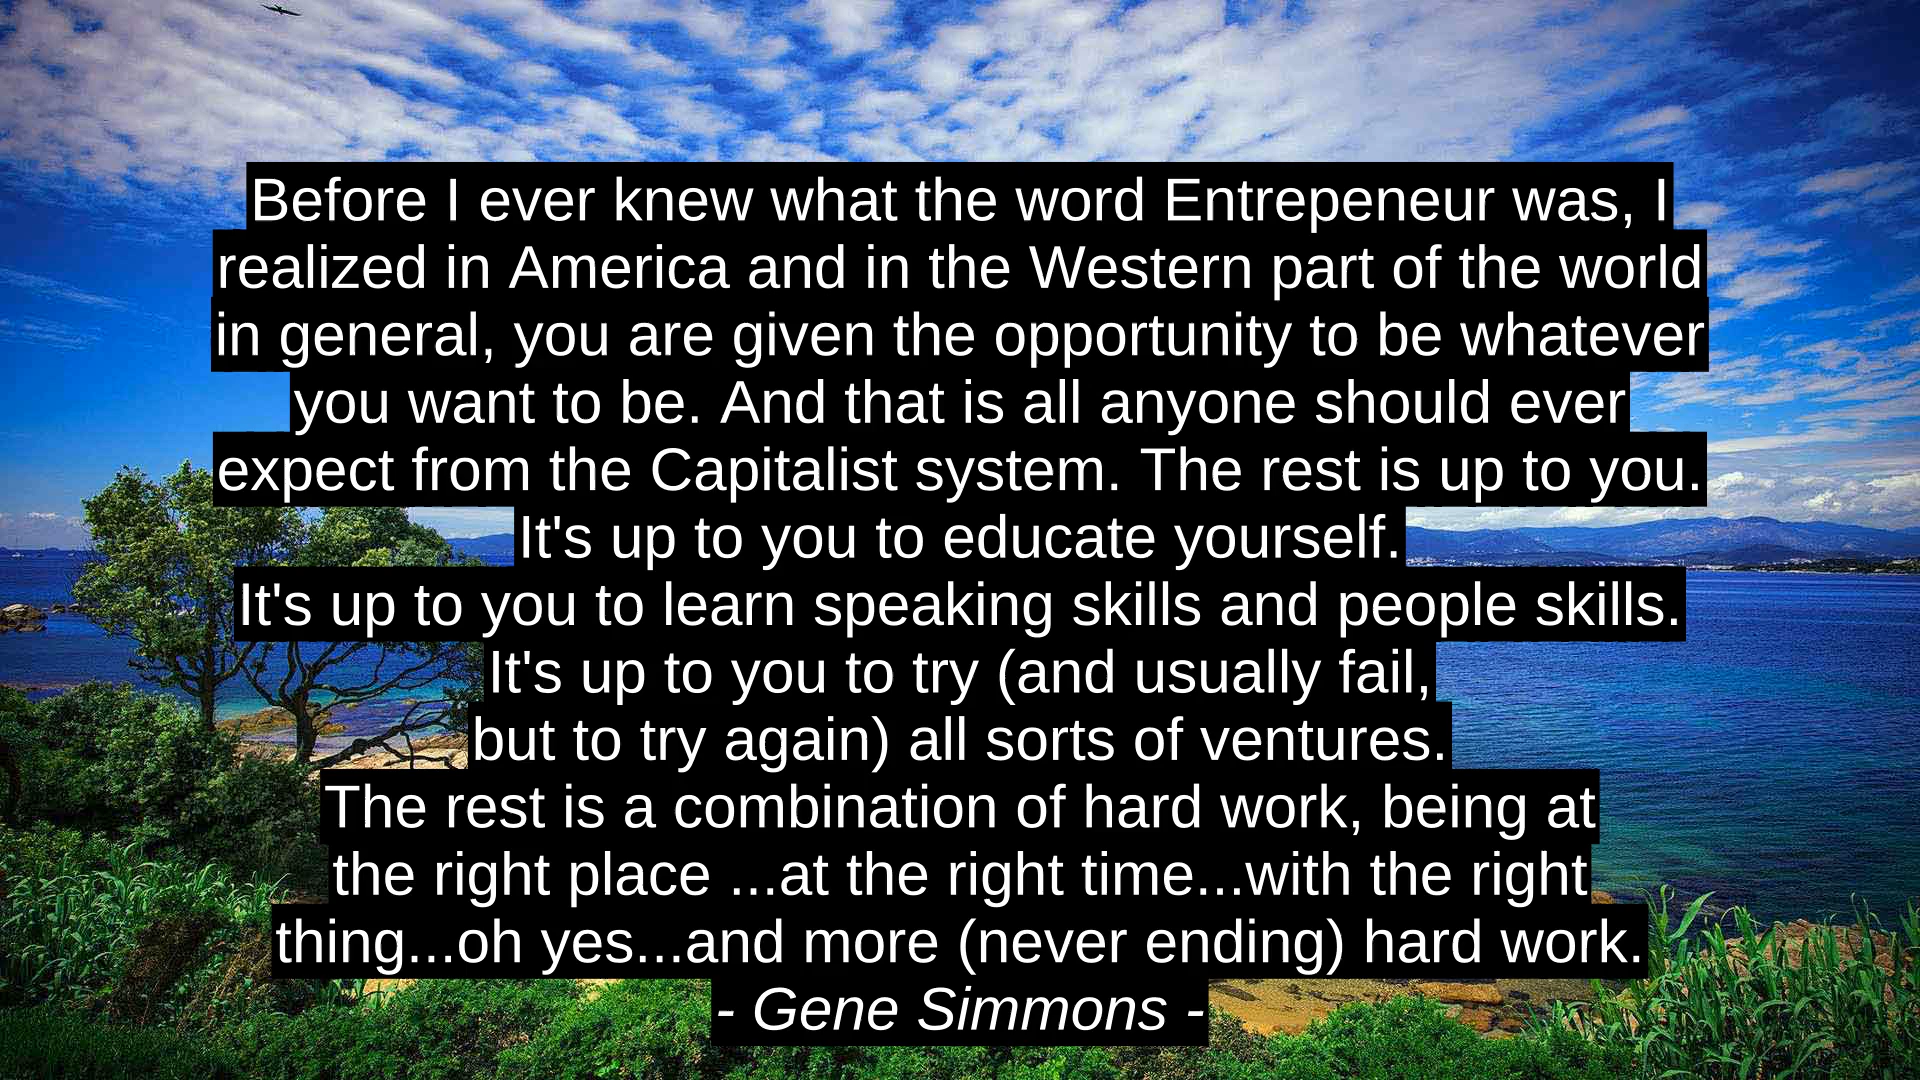 Before I ever knew what the word Entrepeneur was, I
realized in America and in the Western part of the world
in general, you are given the opportunity to be whatever
you want to be. And that is all anyone should ever
expect from the Capitalist system. The rest is up to you.
It's up to you to educate yourself.
It's up to you to learn speaking skills and people skills.
It's up to you to try (and usually fail,
but to try again) all sorts of ventures.
The rest is a combination of hard work, being at
the right place ...at the right time...with the right
thing...oh yes...and more (never ending) hard work.
- Gene Simmons -